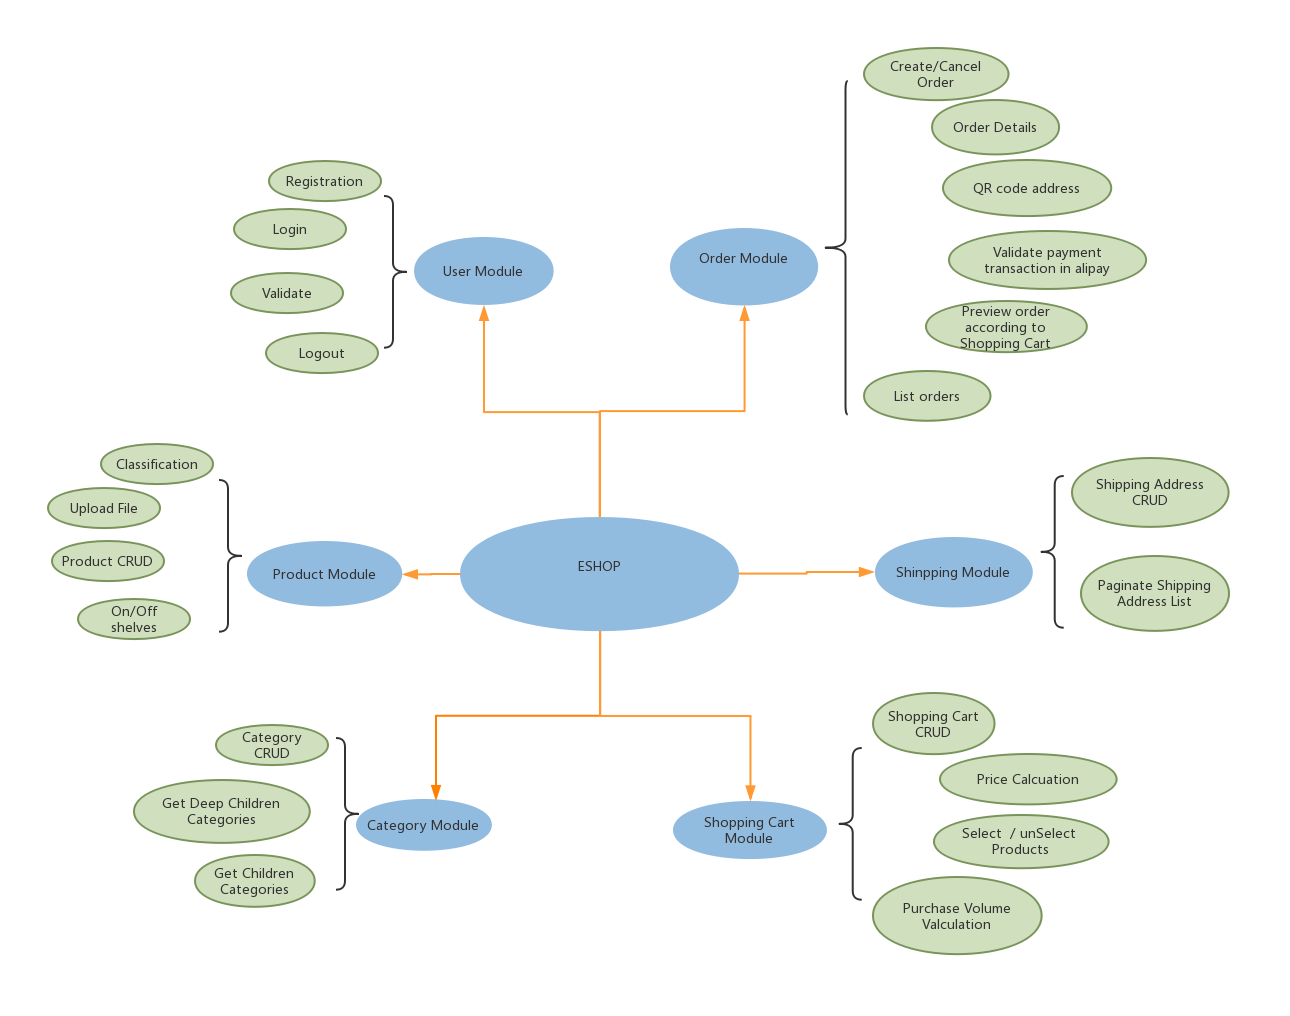 Create/Cancel
Order
Order Details
QR code address
Validate payment
transaction in alipay
Preview order
according to
Shopping Cart
List orders
Order Module
Registration
Login
Validate
Logout
User Module
Classification
Upload File
Product CRUD
On/Off
shelves
Product Module
ESHOP
Shinpping Module
Shipping Address
CRUD
Paginate Shipping
Address List
Category
CRUD
Get Deep Children
Categories
Get Children
Categories
Category Module
Shopping Cart
Module
Shopping Cart
CRUD
Price Calcuation
Select  / unSelect
Products
Purchase Volume
Valculation